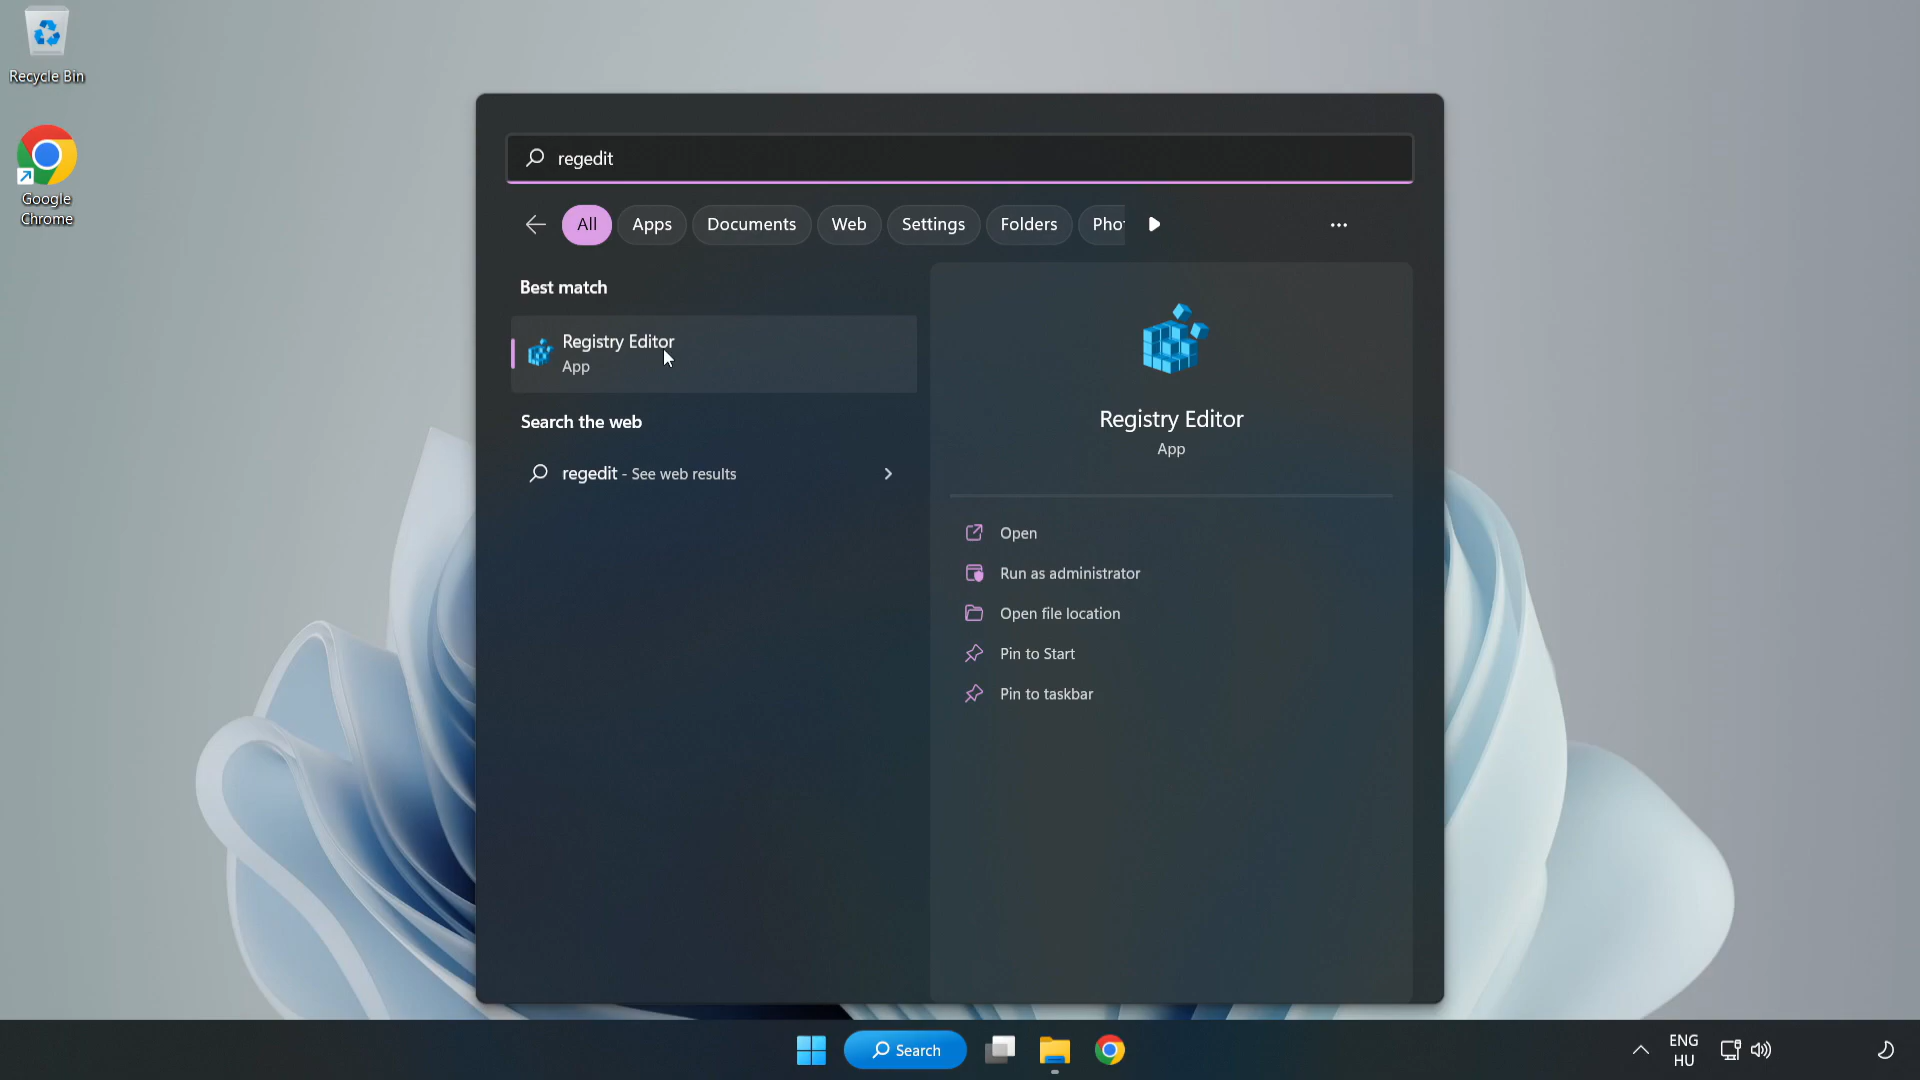 Recycle Bin
Google
Chrome
regedit
All
Apps
Documents
Web
Settings
Folders
Pho
Best match
Registry Editor
App
Search the web
regedit - See web results
Registry Editor
App
Open
Run as administrator
Open file location
Pin to Start
Pin to taskbar
Search
ENG
HU